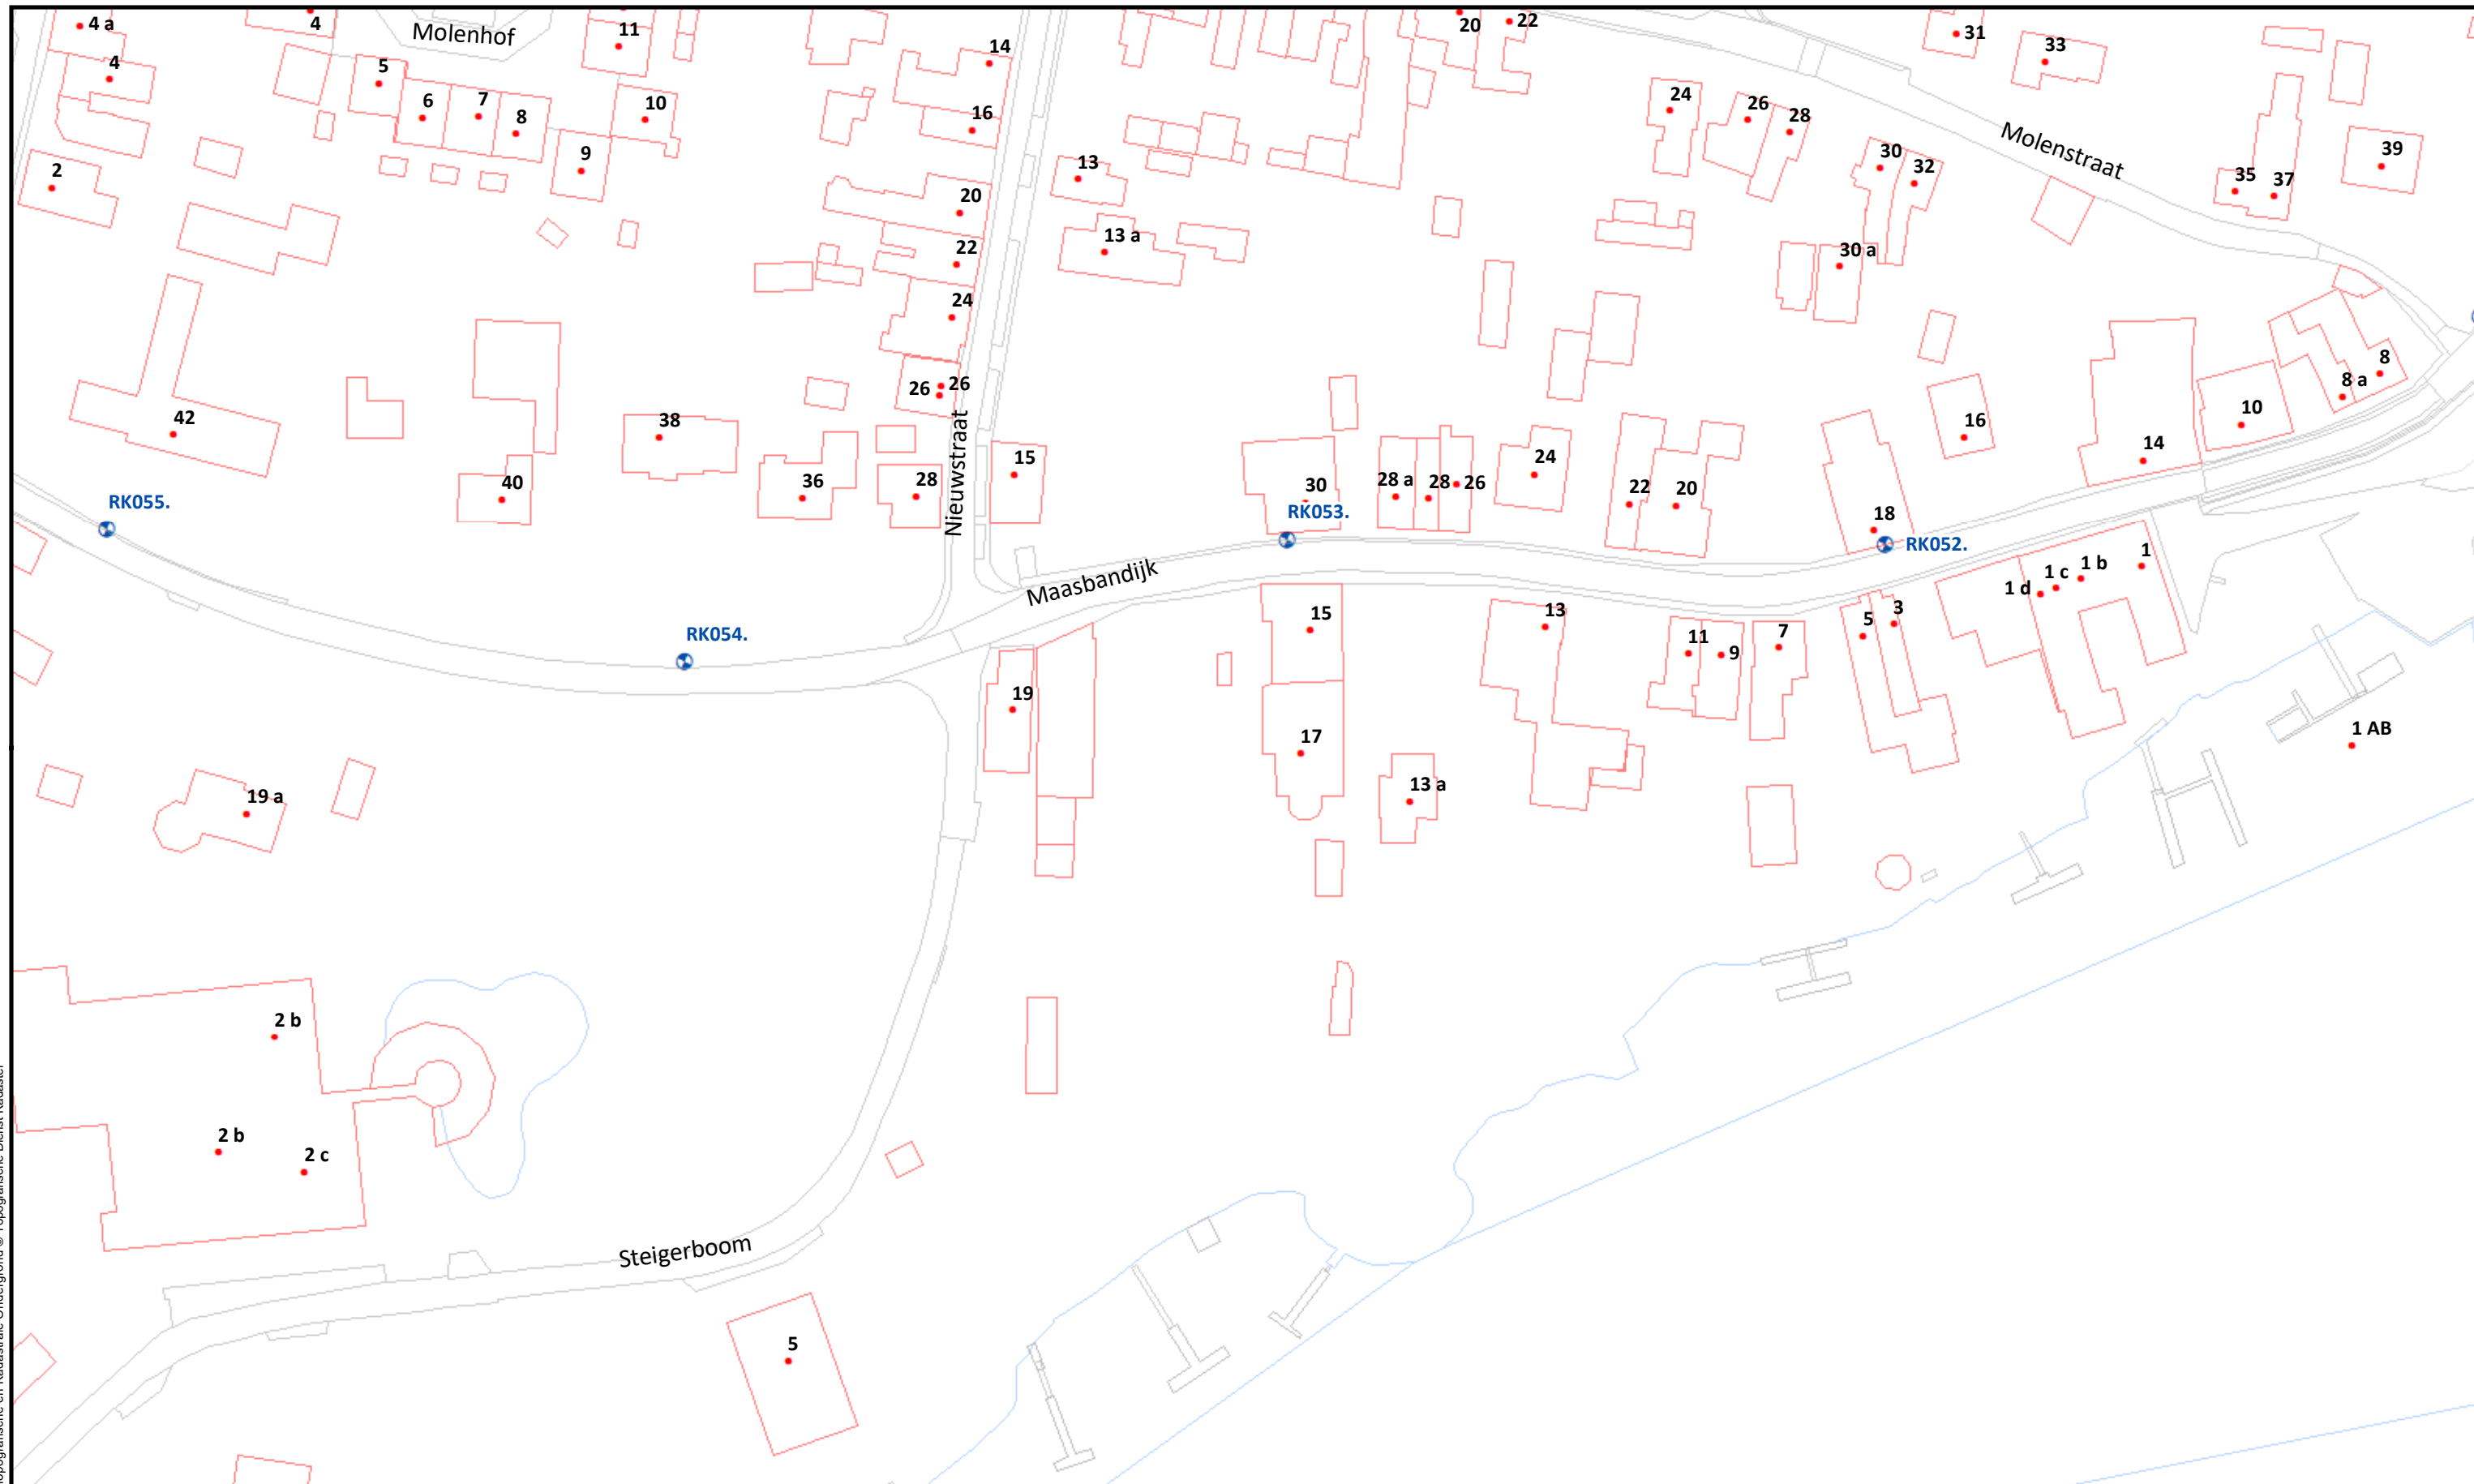 4 a
4
Molenhof
11
14
20
22
31
33
4
5
6
7
8
10
16
24
26
28
Molenstraat
2
9
13
30
32
35
37
39
20
13 a
22
30 a
24
26
26
8
8 a
42
38
16
10
14
40
36
28
Nieuwstraat
15
30
28 a
28
26
24
22
20
18
RK055.
RK053.
RK052.
RK054.
Maasbandijk
15
13
11
9
7
5
3
1 d
1 c
1 b
1
19
17
13 a
1 AB
19 a
2 b
2 b
2 c
Steigerboom
5